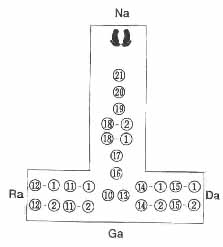 Na
㉑
⑳
⑲
⑱-②
⑱-①
⑰
⑯
Ra ⑫-① ⑪-① ⑩ ⑬ ⑭-① ⑮-① Da
⑫-② ⑪-② ⑭-② ⑮-②
Ga